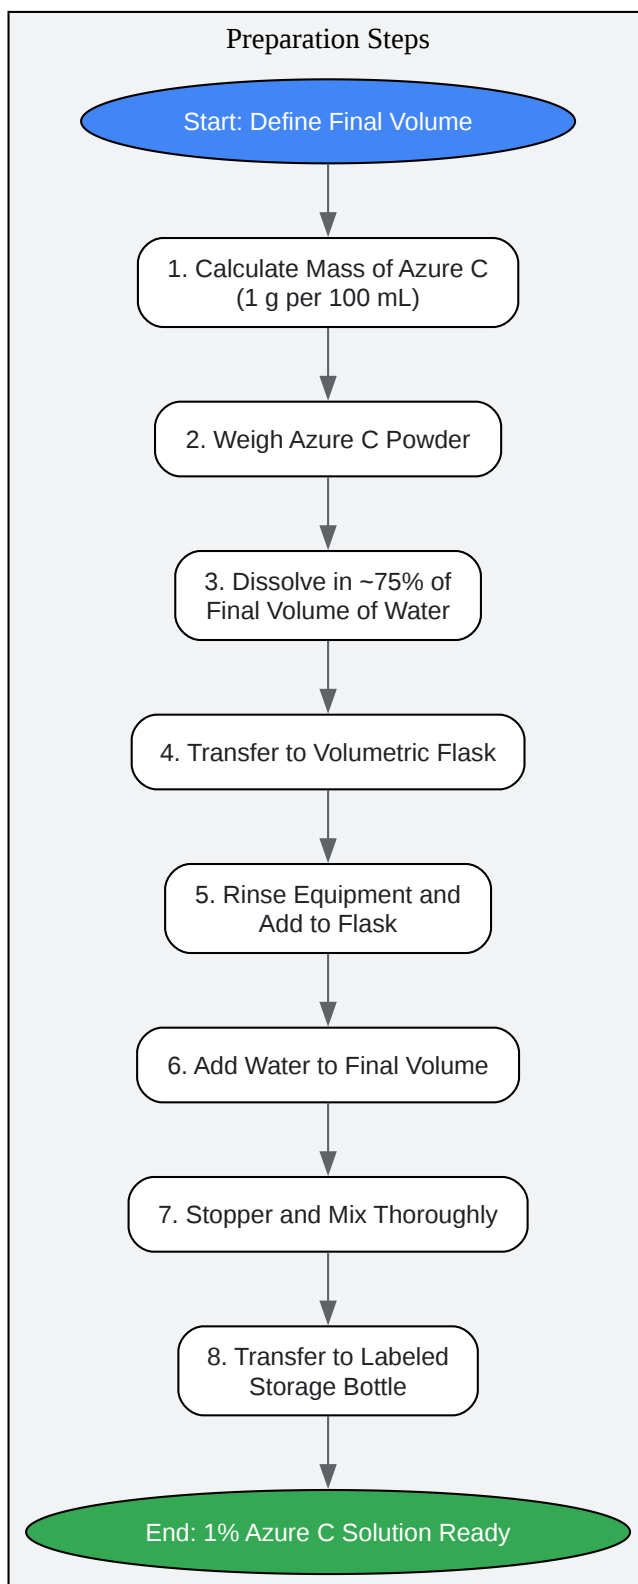 Preparation Steps
Start: Define Final Volume
1. Calculate Mass of Azure C
(1 g per 100 mL)
2. Weigh Azure C Powder
3. Dissolve in ~75% of
Final Volume of Water
4. Transfer to Volumetric Flask
5. Rinse Equipment and
Add to Flask
6. Add Water to Final Volume
7. Stopper and Mix Thoroughly
8. Transfer to Labeled
Storage Bottle
End: 1% Azure C Solution Ready